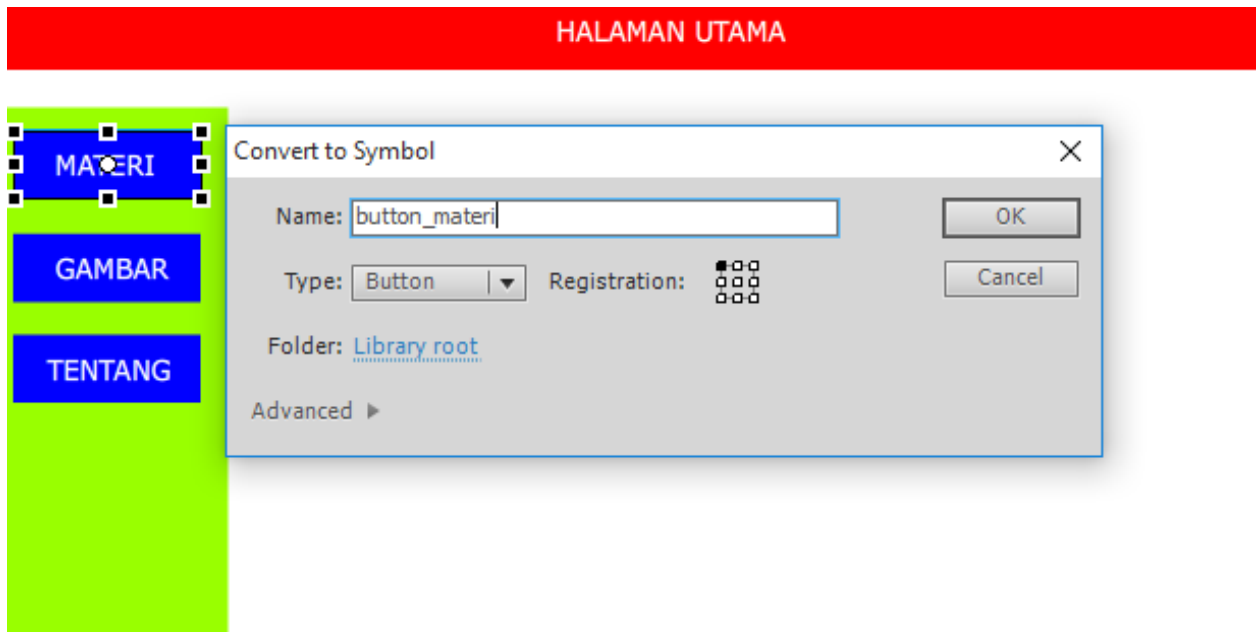 HALAMAN UTAMA
MATERI
GAMBAR
TENTANG
Convert to Symbol
Name: button_materi
OK
Type: Button
Registration:
Cancel
Folder: Library root
Advanced